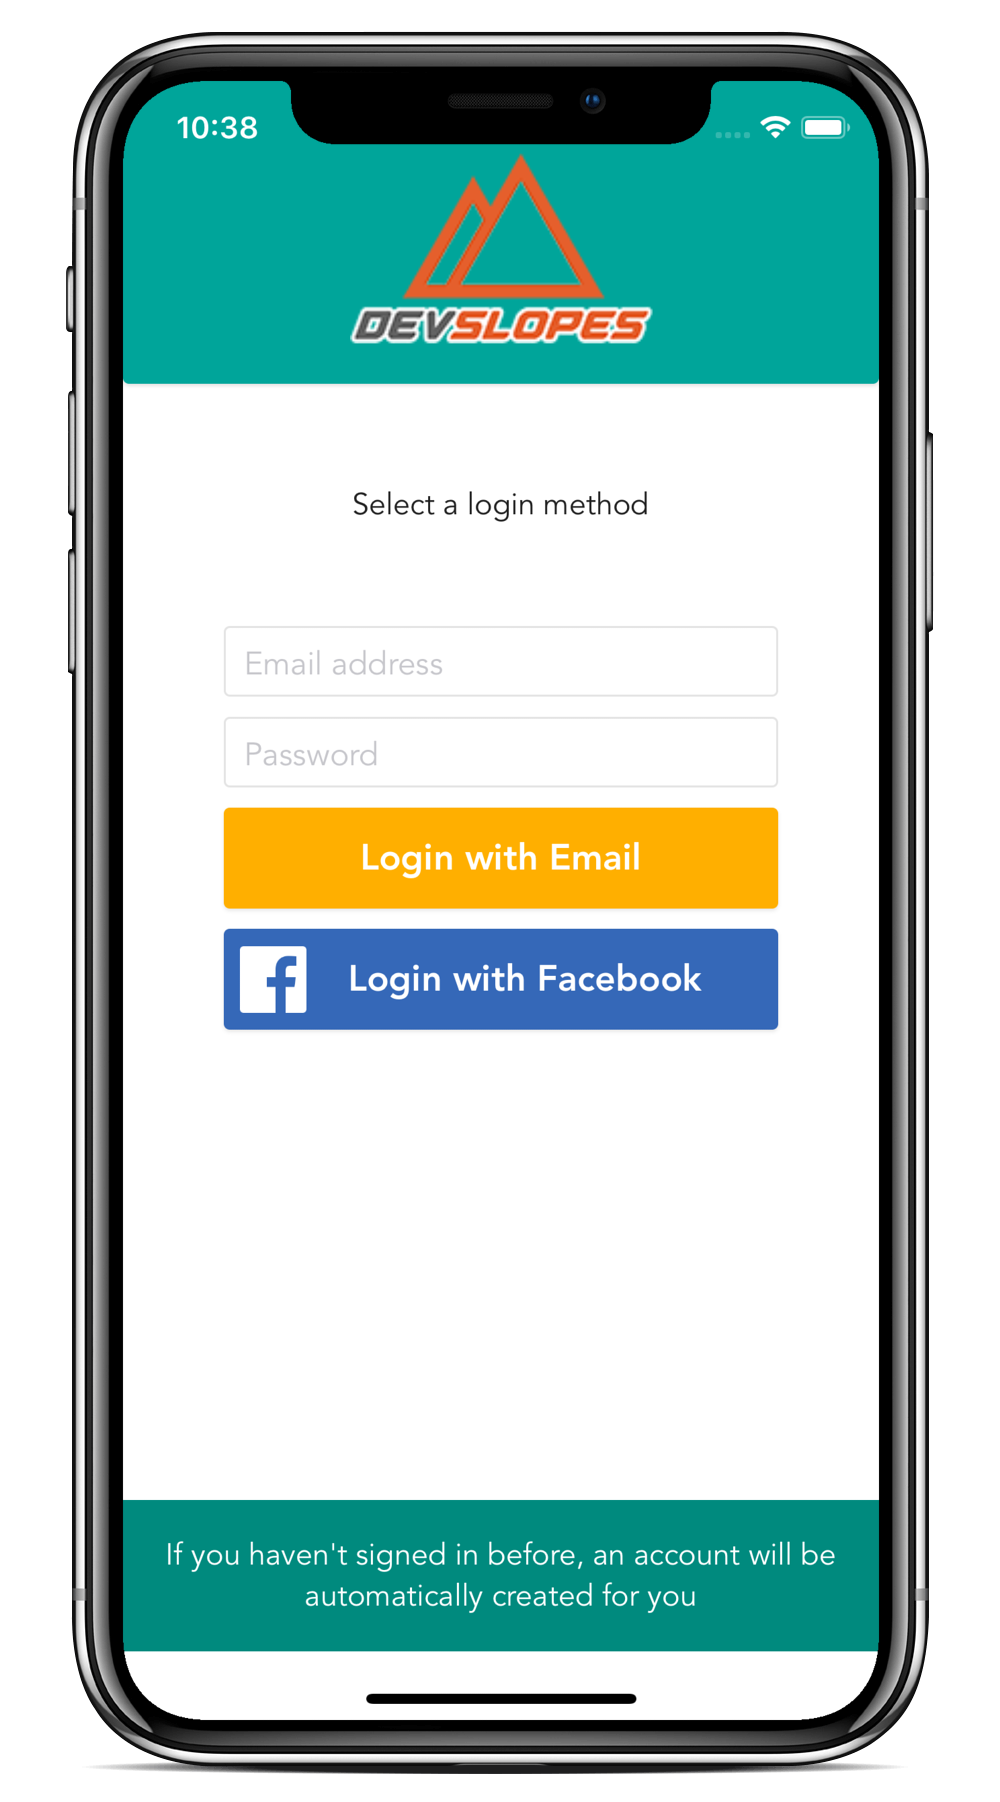 10:38
DEVSLOPES
Select a login method
Email address
Password
Login with Email
Login with Facebook
If you haven't signed in before, an account will be
automatically created for you